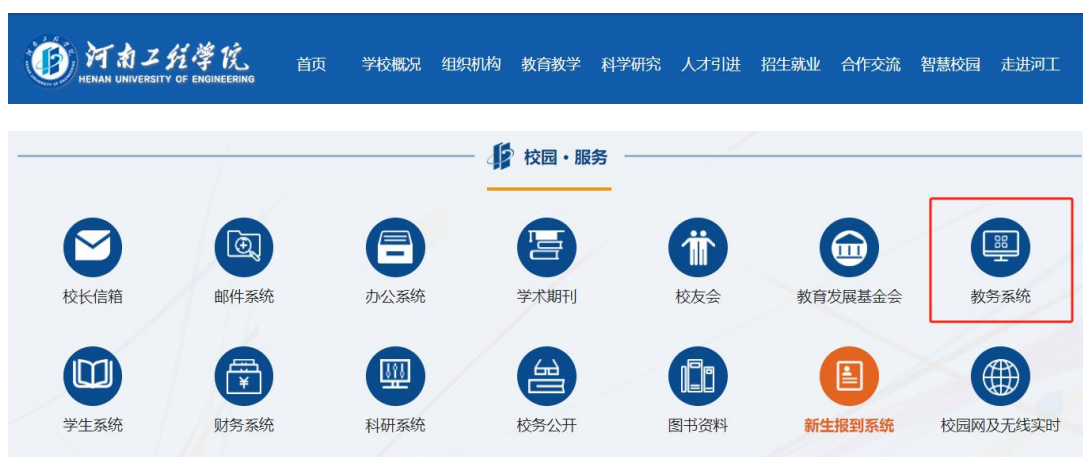 河南工程学院
HENAN UNIVERSITY OF ENGINEERING
首页 学校概况 组织机构 教育教学 科学研究 人才引进 招生就业 合作交流 智慧校园 走进河工
校园·服务
校长信箱 邮件系统 办公系统 学术期刊 校友会 教育发展基金会 教务系统
学生系统 财务系统 科研系统 校务公开 图书资料 新生报到系统 校园网及无线实时